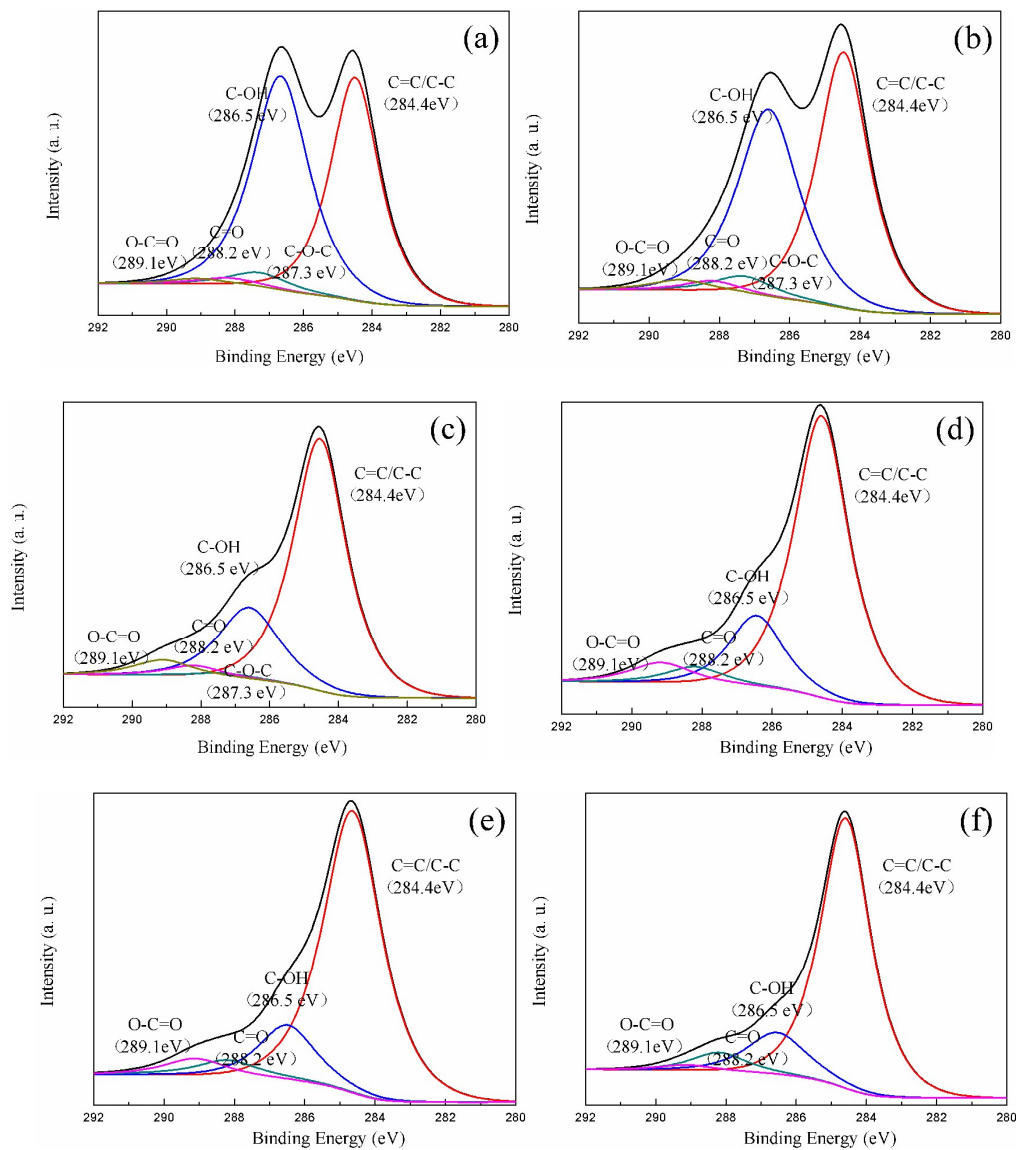 (a)
C=C/C-C
(284.4eV)
C-OH
(286.5 eV)
O-C=O
(289.1eV)
C=O
(288.2 eV)
C-O-C
(287.3 eV)
Intensity (a. u.)
292 290 288 286 284 282 280
Binding Energy (eV)
(b)
C=C/C-C
(284.4eV)
C-OH
(286.5 eV)
O-C=O
(289.1eV)
C=O
(288.2 eV)
C-O-C
(287.3 eV)
Intensity (a. u.)
292 290 288 286 284 282 280
Binding Energy (eV)
(c)
C=C/C-C
(284.4eV)
C-OH
(286.5 eV)
O-C=O
(289.1eV)
C=O
(288.2 eV)
C-O-C
(287.3 eV)
Intensity (a. u.)
292 290 288 286 284 282 280
Binding Energy (eV)
(d)
C=C/C-C
(284.4eV)
C-OH
(286.5 eV)
O-C=O
(289.1eV)
C=O
(288.2 eV)
Intensity (a. u.)
292 290 288 286 284 282 280
Binding Energy (eV)
(e)
C=C/C-C
(284.4eV)
C-OH
(286.5 eV)
O-C=O
(289.1eV)
C=O
(288.2 eV)
Intensity (a. u.)
292 290 288 286 284 282 280
Binding Energy (eV)
(f)
C=C/C-C
(284.4eV)
C-OH
(286.5 eV)
O-C=O
(289.1eV)
C=O
(288.2 eV)
Intensity (a. u.)
292 290 288 286 284 282 280
Binding Energy (eV)